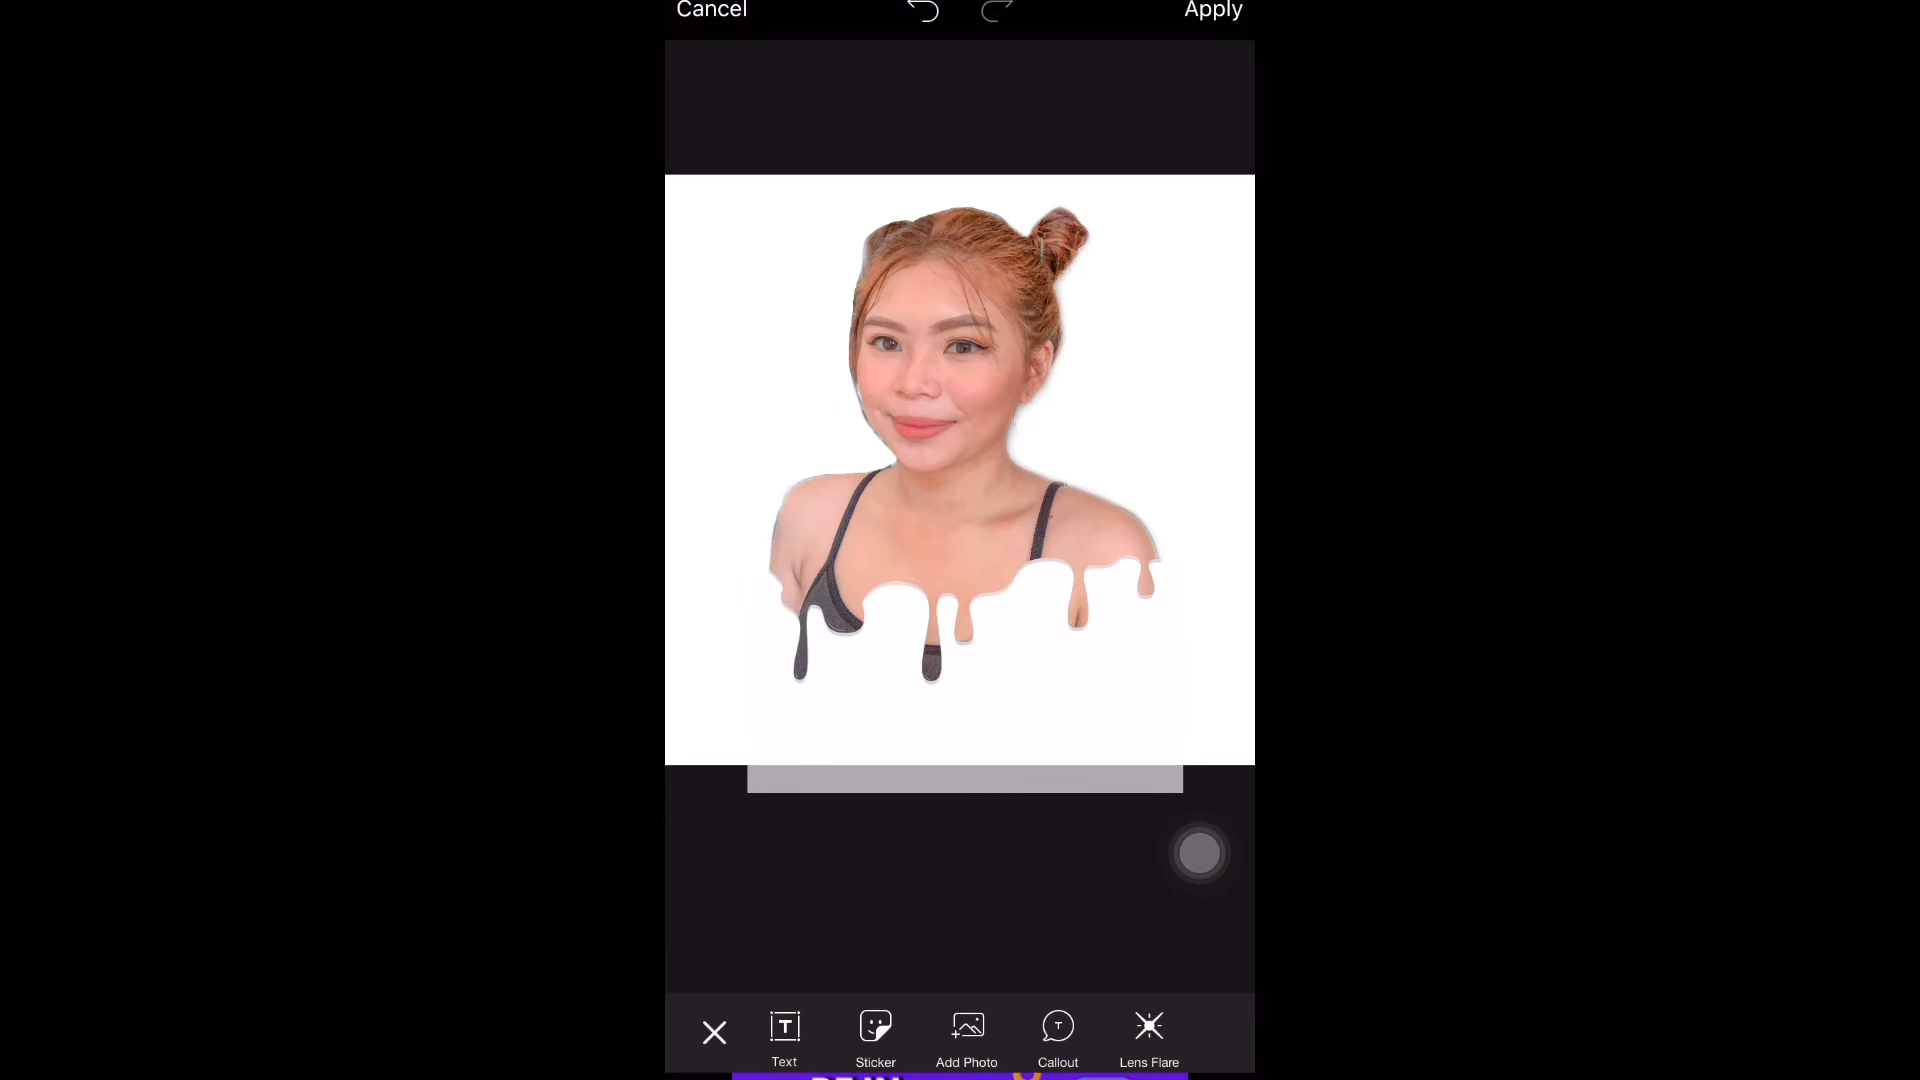 Cancel
Apply
T
T
Text
Sticker
Add Photo
Callout
Lens Flare